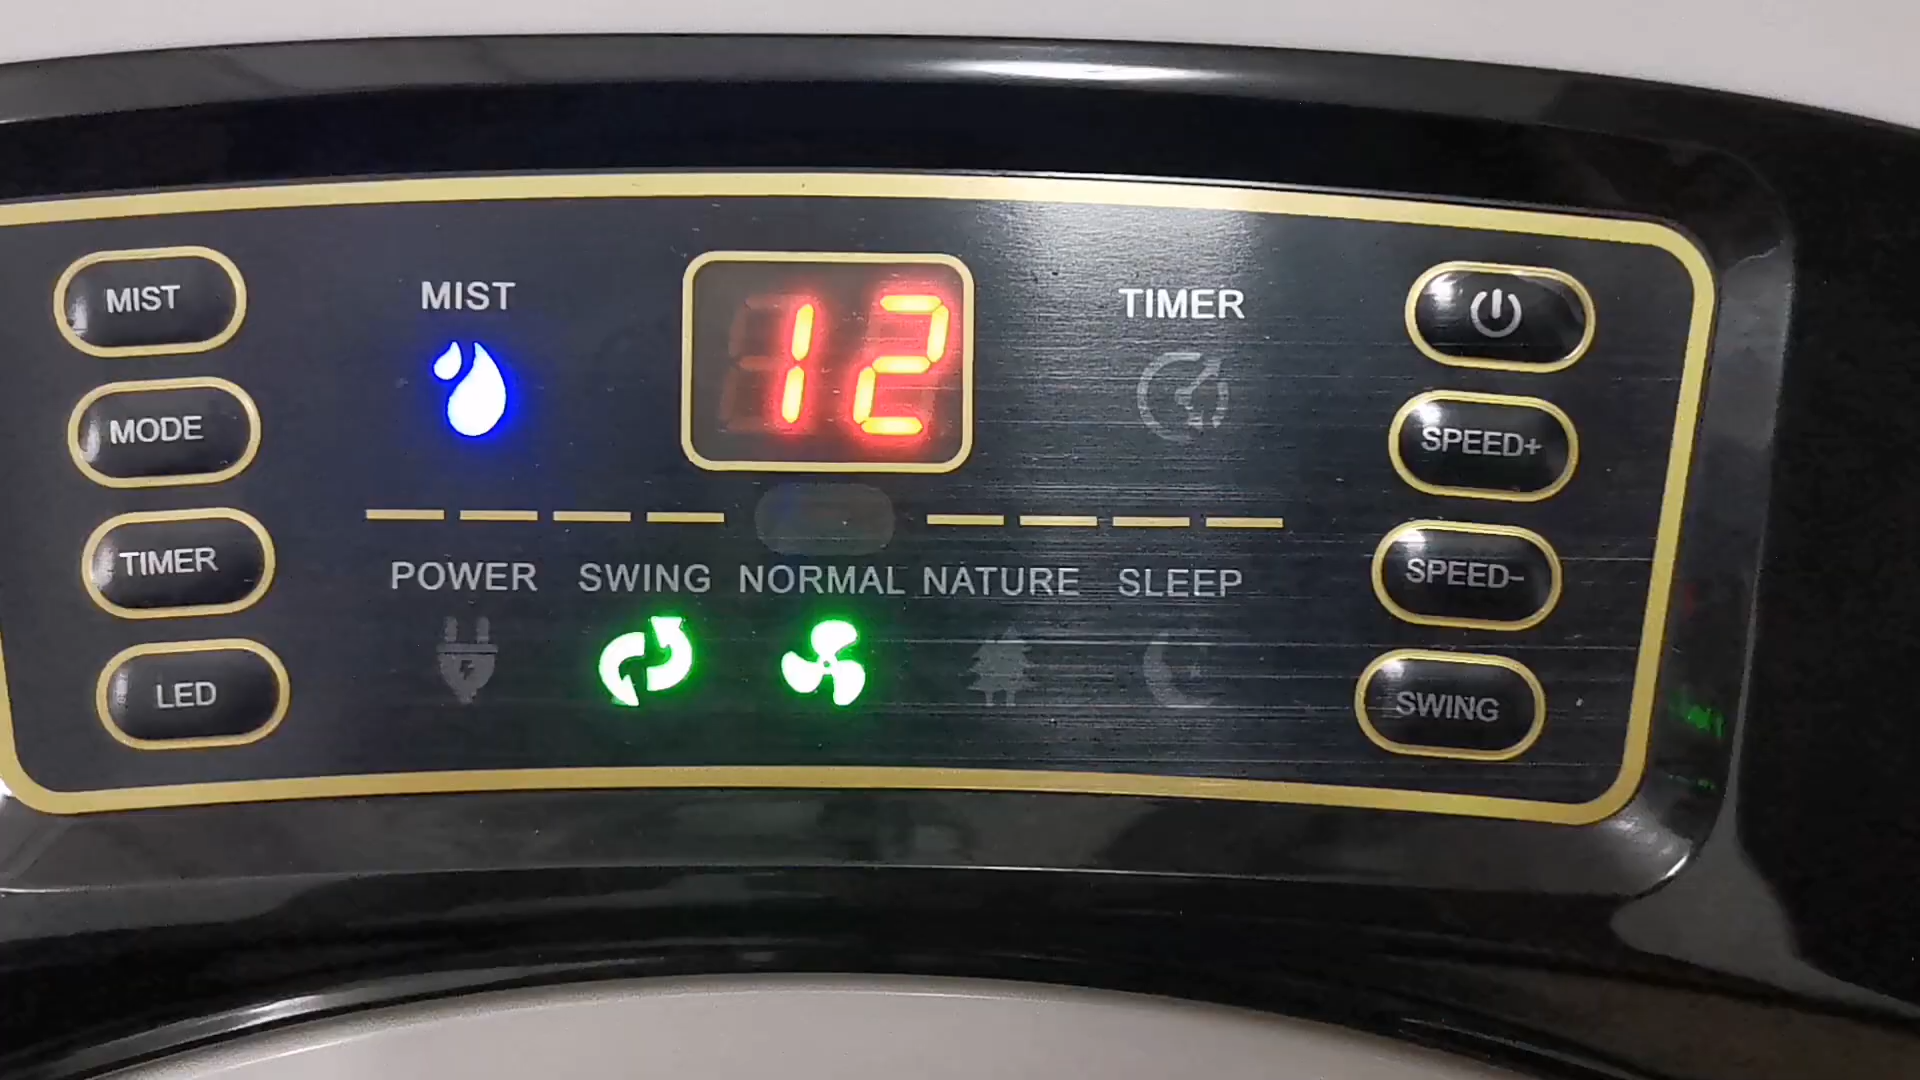 MIST
MODE
TIMER
LED
MIST
12
TIMER
POWER SWING NORMAL NATURE SLEEP
SPEED+
SPEED-
SWING